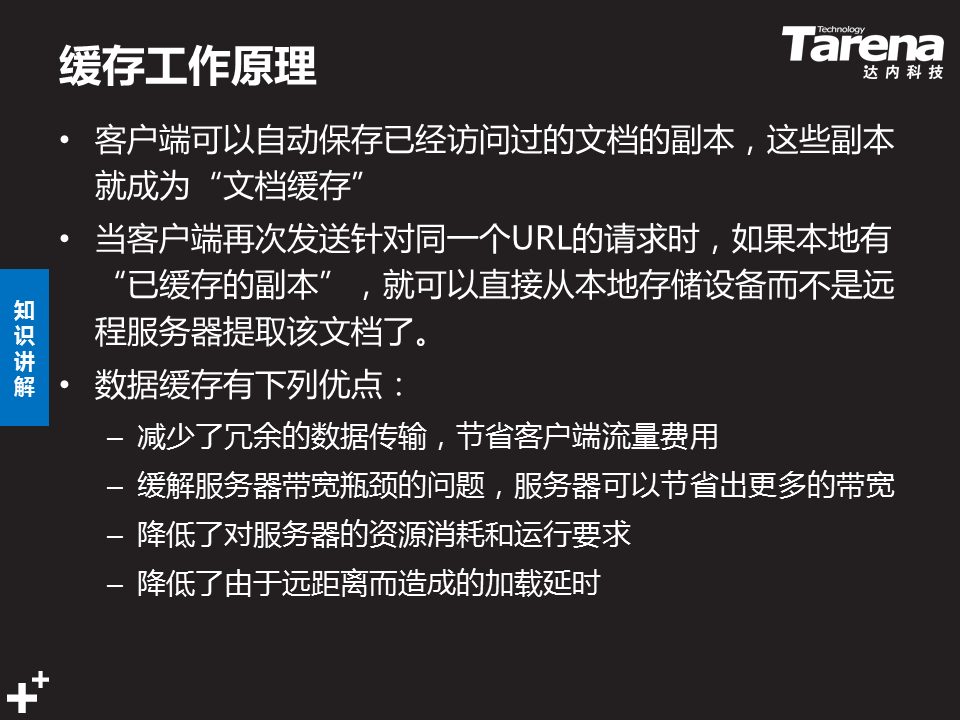 缓存工作原理
Technology
Tarena
达内科技
• 客户端可以自动保存已经访问过的文档的副本，这些副本
就成为“文档缓存”
• 当客户端再次发送针对同一个URL的请求时，如果本地有
“已缓存的副本”，就可以直接从本地存储设备而不是远
程服务器提取该文档了。
知识讲解
• 数据缓存有下列优点：
– 减少了冗余的数据传输，节省客户端流量费用
– 缓解服务器带宽瓶颈的问题，服务器可以节省出更多的带宽
– 降低了对服务器的资源消耗和运行要求
– 降低了由于远距离而造成的加载延时